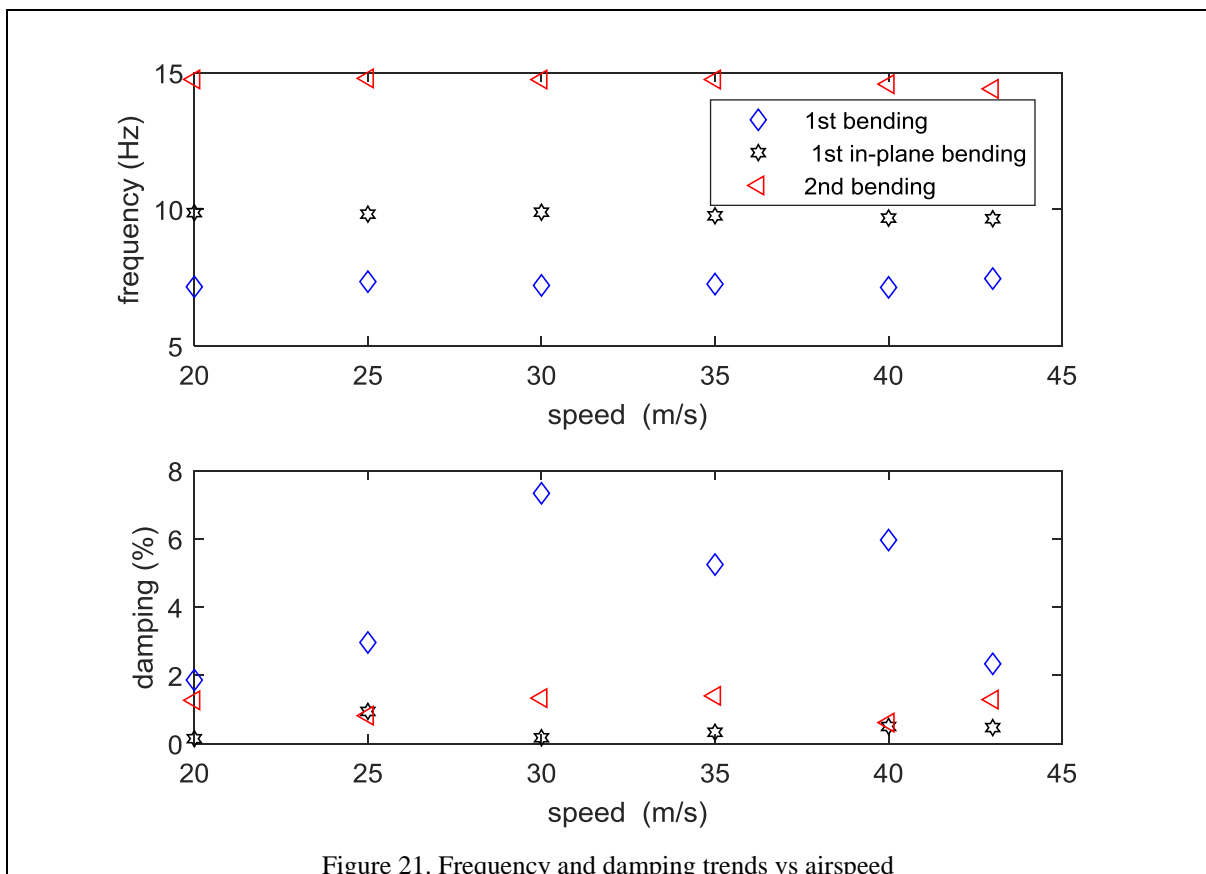 15
10
5
frequency (Hz)
1st bending
1st in-plane bending
2nd bending
20 25 30 35 40 45
speed (m/s)
8
6
4
2
0
damping (%)
20 25 30 35 40 45
speed (m/s)
Figure 21. Frequency and damping trends vs airspeed